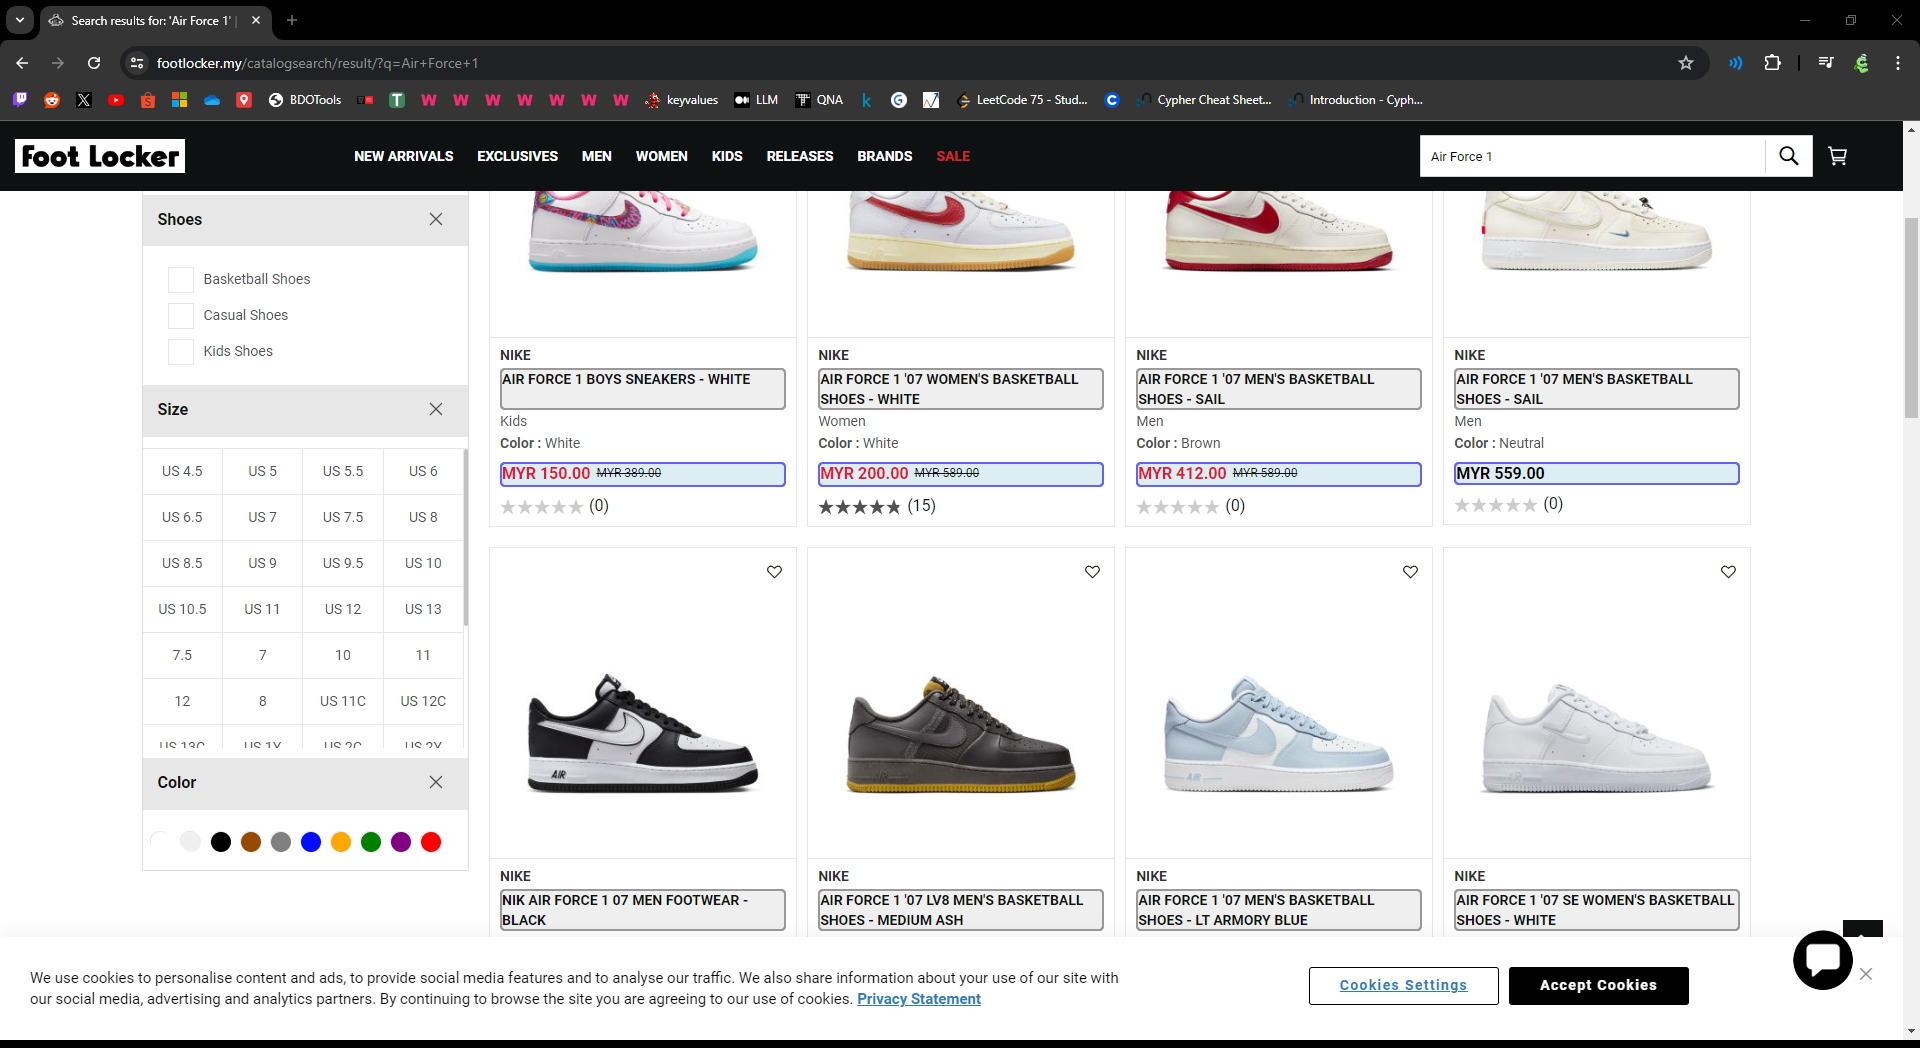 Search results for: 'Air Force 1' |
footlocker.my/catalogsearch/result/?q=Air+Force+1
BDOTools
keyvalues
LLM
QNA
LeetCode 75 - Stud...
Cypher Cheat Sheet...
Introduction - Cyph...
Foot Locker
NEW ARRIVALS
EXCLUSIVES
MEN
WOMEN
KIDS
RELEASES
BRANDS
SALE
Air Force 1
Shoes
Basketball Shoes
Casual Shoes
Kids Shoes
Size
US 4.5 US 5 US 5.5 US 6
US 6.5 US 7 US 7.5 US 8
US 8.5 US 9 US 9.5 US 10
US 10.5 US 11 US 12 US 13
7.5 7 10 11
12 8 US 11C US 12C
US 13C US 1Y US 2C US 2Y
Color
NIKE
AIR FORCE 1 BOYS SNEAKERS - WHITE
Kids
Color : White
MYR 150.00 MYR 389.00
(0)
NIKE
AIR FORCE 1 '07 WOMEN'S BASKETBALL
SHOES - WHITE
Women
Color : White
MYR 200.00 MYR 589.00
(15)
NIKE
AIR FORCE 1 '07 MEN'S BASKETBALL
SHOES - SAIL
Men
Color : Brown
MYR 412.00 MYR 589.00
(0)
NIKE
AIR FORCE 1 '07 MEN'S BASKETBALL
SHOES - SAIL
Men
Color : Neutral
MYR 559.00
(0)
AIR
NIKE
NIK AIR FORCE 1 07 MEN FOOTWEAR -
BLACK
NIKE
AIR FORCE 1 '07 LV8 MEN'S BASKETBALL
SHOES - MEDIUM ASH
NIKE
AIR FORCE 1 '07 MEN'S BASKETBALL
SHOES - LT ARMORY BLUE
NIKE
AIR FORCE 1 '07 SE WOMEN'S BASKETBALL
SHOES - WHITE
We use cookies to personalise content and ads, to provide social media features and to analyse our traffic. We also share information about your use of our site with
our social media, advertising and analytics partners. By continuing to browse the site you are agreeing to our use of cookies. Privacy Statement
Cookies Settings
Accept Cookies